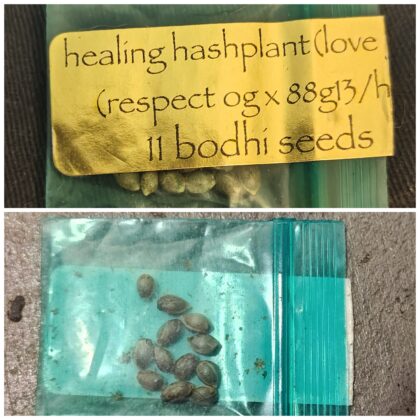 healing hashplant (love
(respect og x 88g13/h
11 bodhi seeds